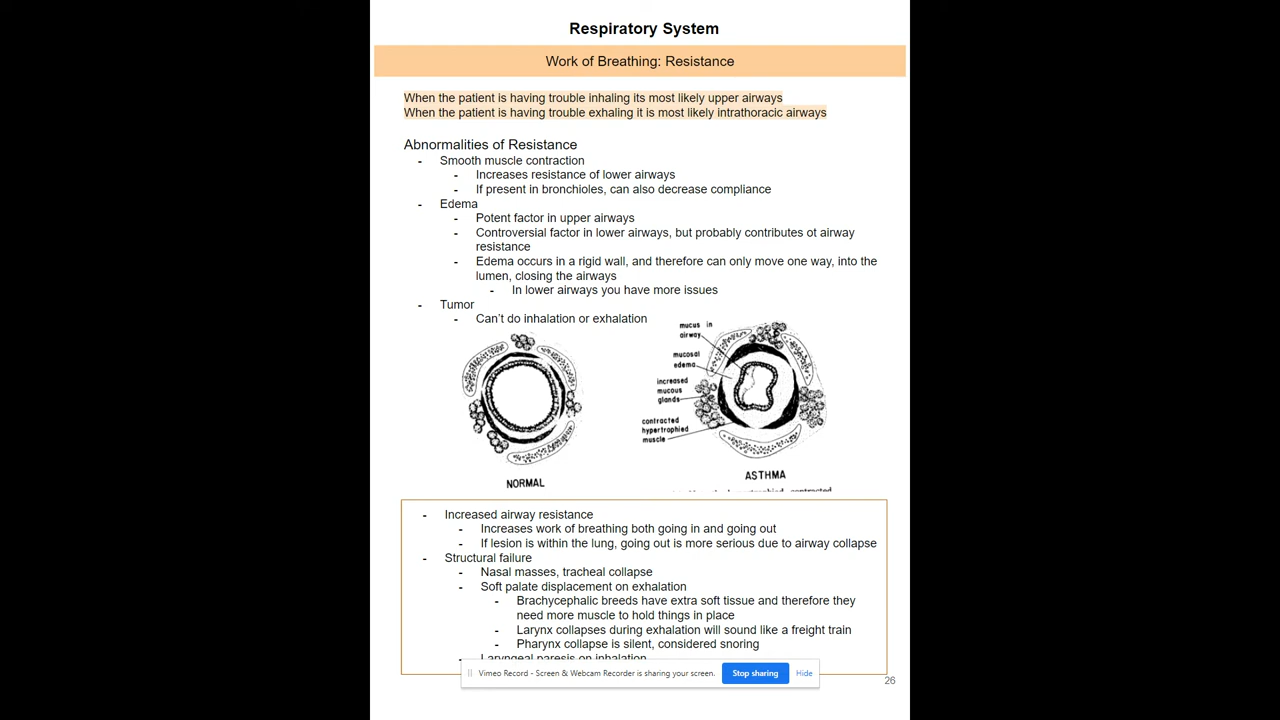 Respiratory System
Work of Breathing: Resistance
When the patient is having trouble inhaling its most likely upper airways
When the patient is having trouble exhaling it is most likely intrathoracic airways
Abnormalities of Resistance
- Smooth muscle contraction
- Increases resistance of lower airways
- If present in bronchioles, can also decrease compliance
- Edema
- Potent factor in upper airways
- Controversial factor in lower airways, but probably contributes ot airway
resistance
- Edema occurs in a rigid wall, and therefore can only move one way, into the
lumen, closing the airways
- In lower airways you have more issues
- Tumor
- Can't do inhalation or exhalation
mucus in
airway
mucosal
edema
increased
mucous
glands
contracted
hypertrophied
muscle
NORMAL
ASTHMA
- Increased airway resistance
- Increases work of breathing both going in and going out
- If lesion is within the lung, going out is more serious due to airway collapse
- Structural failure
- Nasal masses, tracheal collapse
- Soft palate displacement on exhalation
- Brachycephalic breeds have extra soft tissue and therefore they
need more muscle to hold things in place
- Larynx collapses during exhalation will sound like a freight train
- Pharynx collapse is silent, considered snoring
- Laryngeal paresis on inhalation
Vimeo Record - Screen & Webcam Recorder is sharing your screen.
Stop sharing
Hide
26